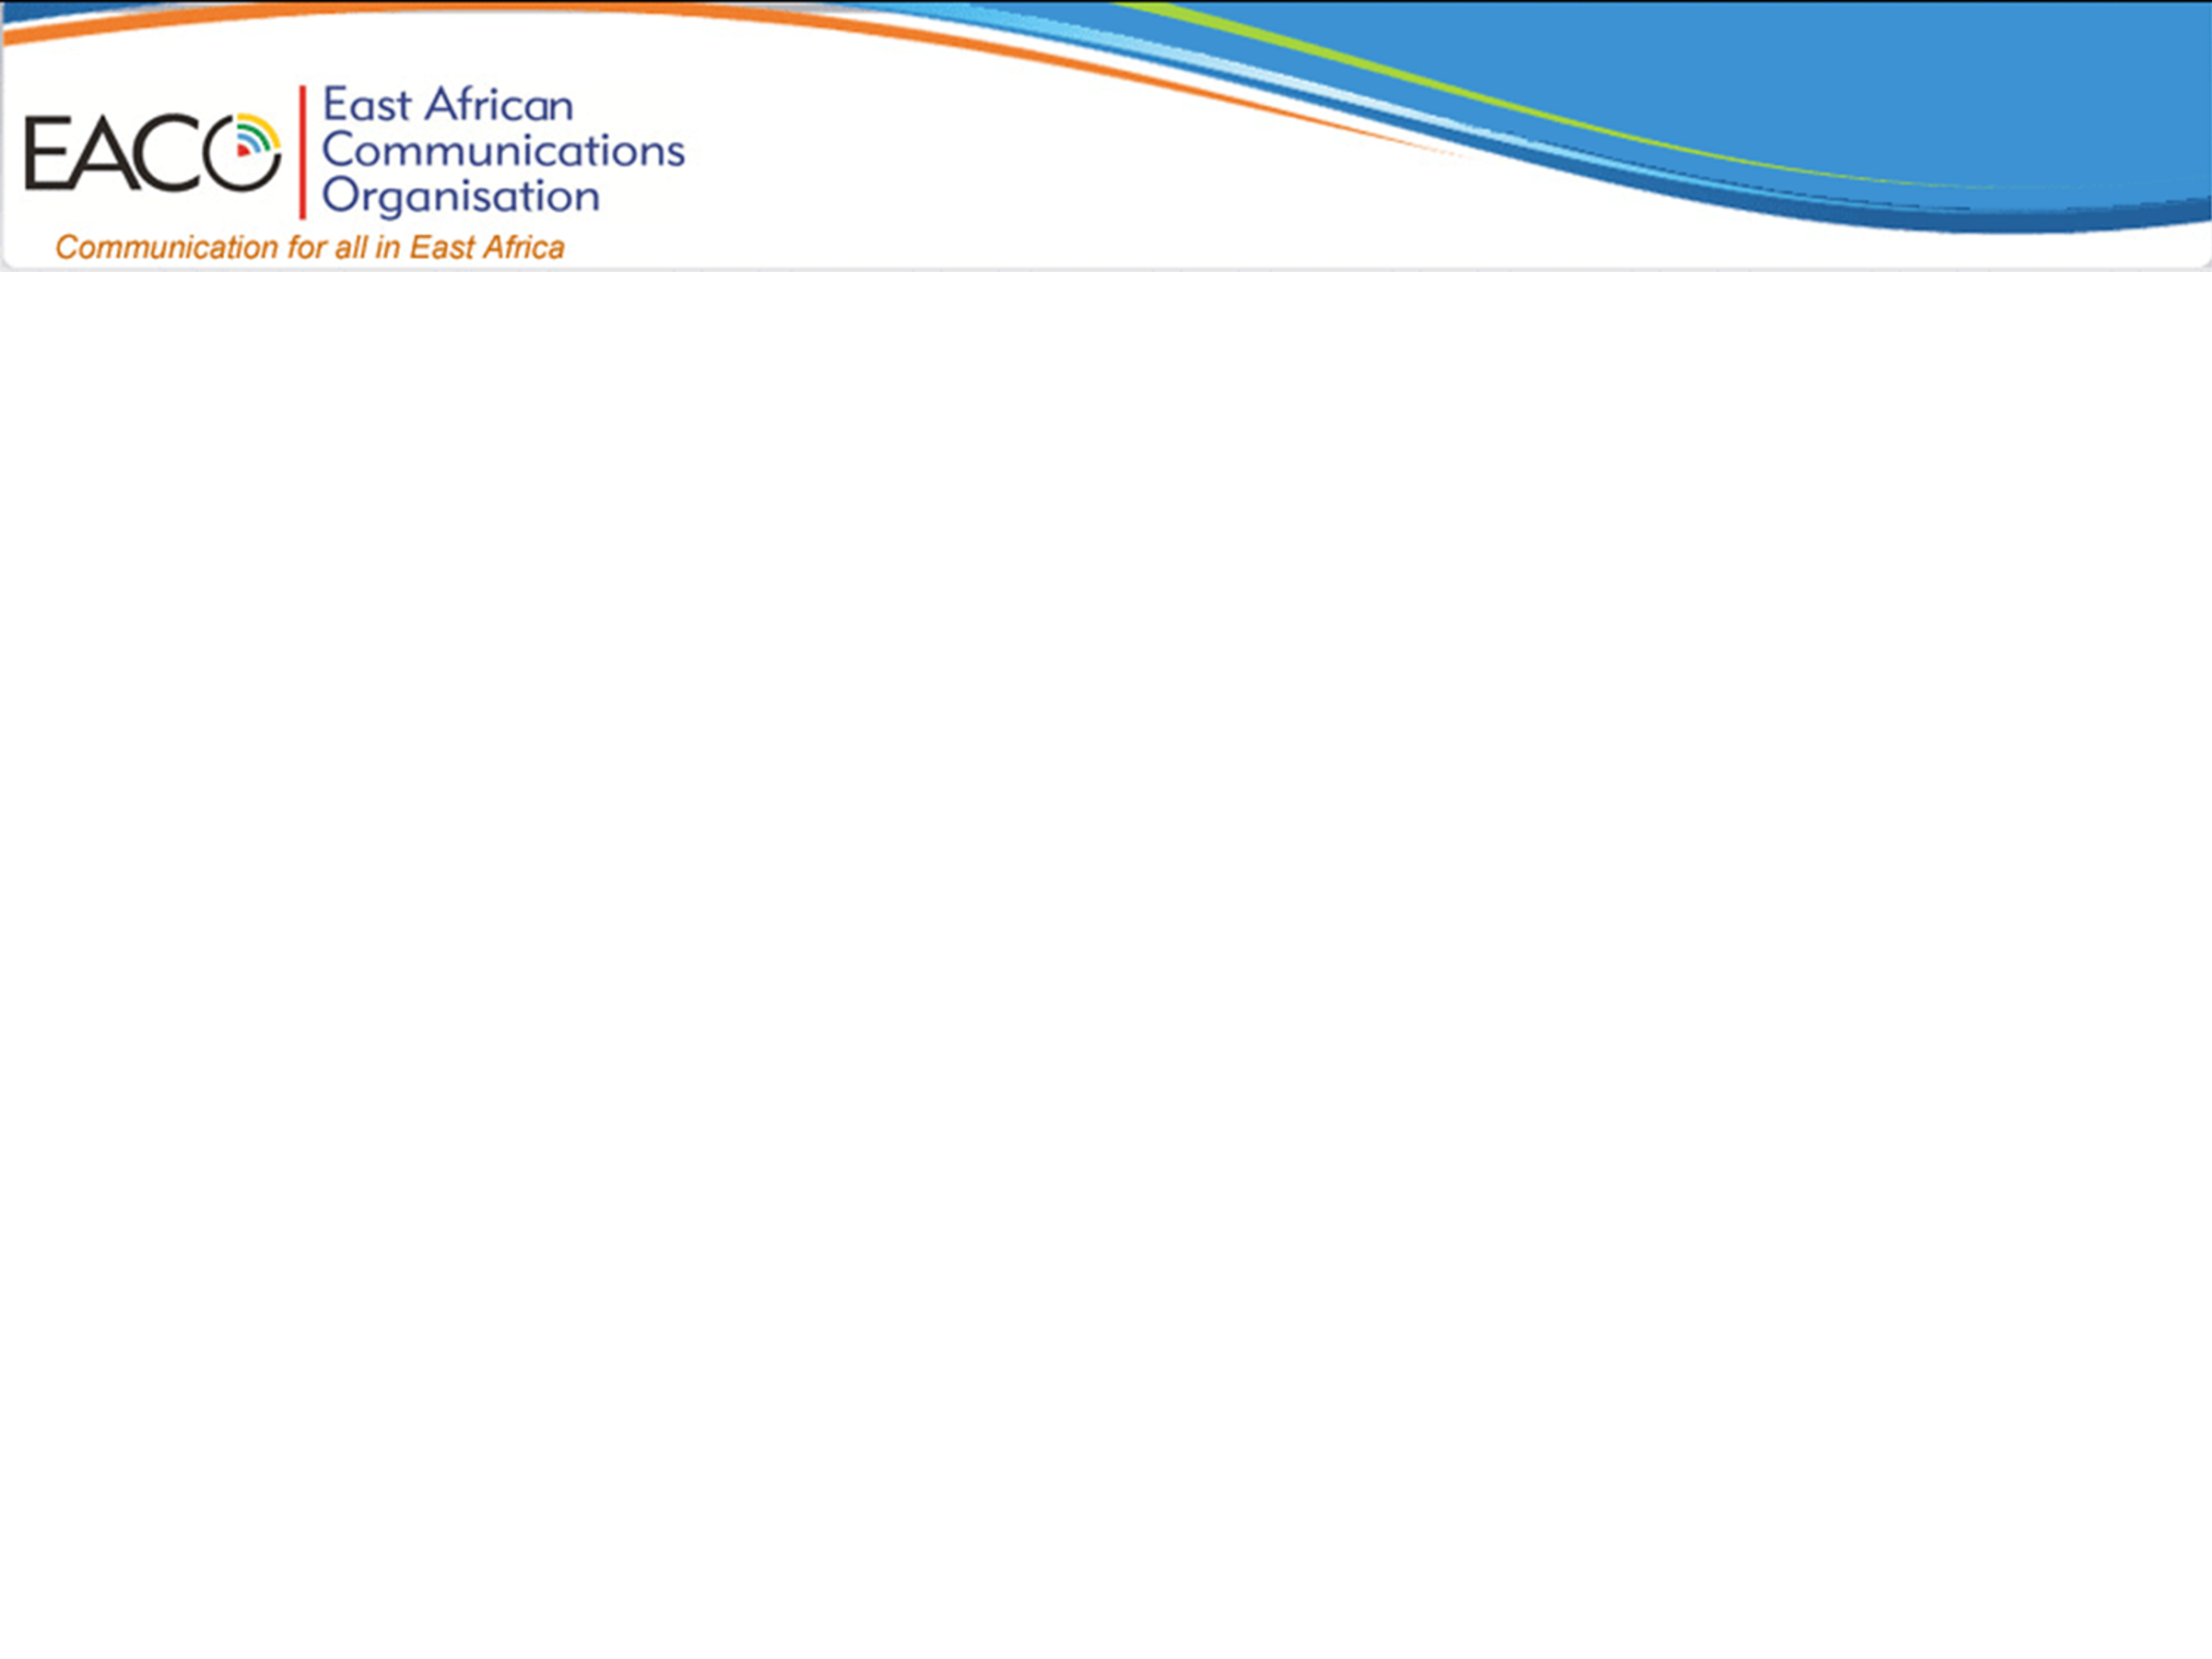 EACO
East African
Communications
Organisation
Communication for all in East Africa